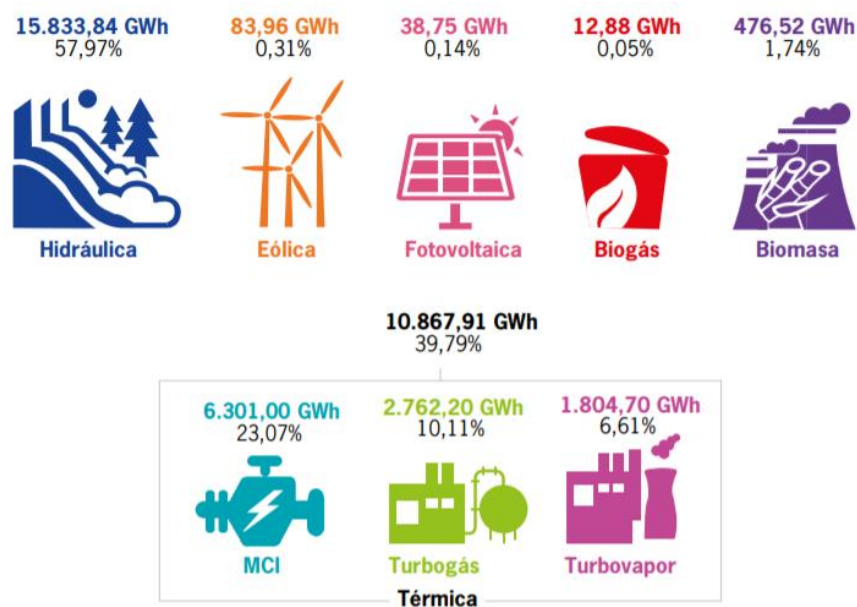 15.833,84 GWh
57,97%
83,96 GWh
0,31%
38,75 GWh
0,14%
12,88 GWh
0,05%
476,52 GWh
1,74%
Hidráulica
Eólica
Fotovoltaica
Biogás
Biomasa
10.867,91 GWh
39,79%
6.301,00 GWh
23,07%
2.762,20 GWh
10,11%
1.804,70 GWh
6,61%
MCI
Turbogás
Turbovapor
Térmica